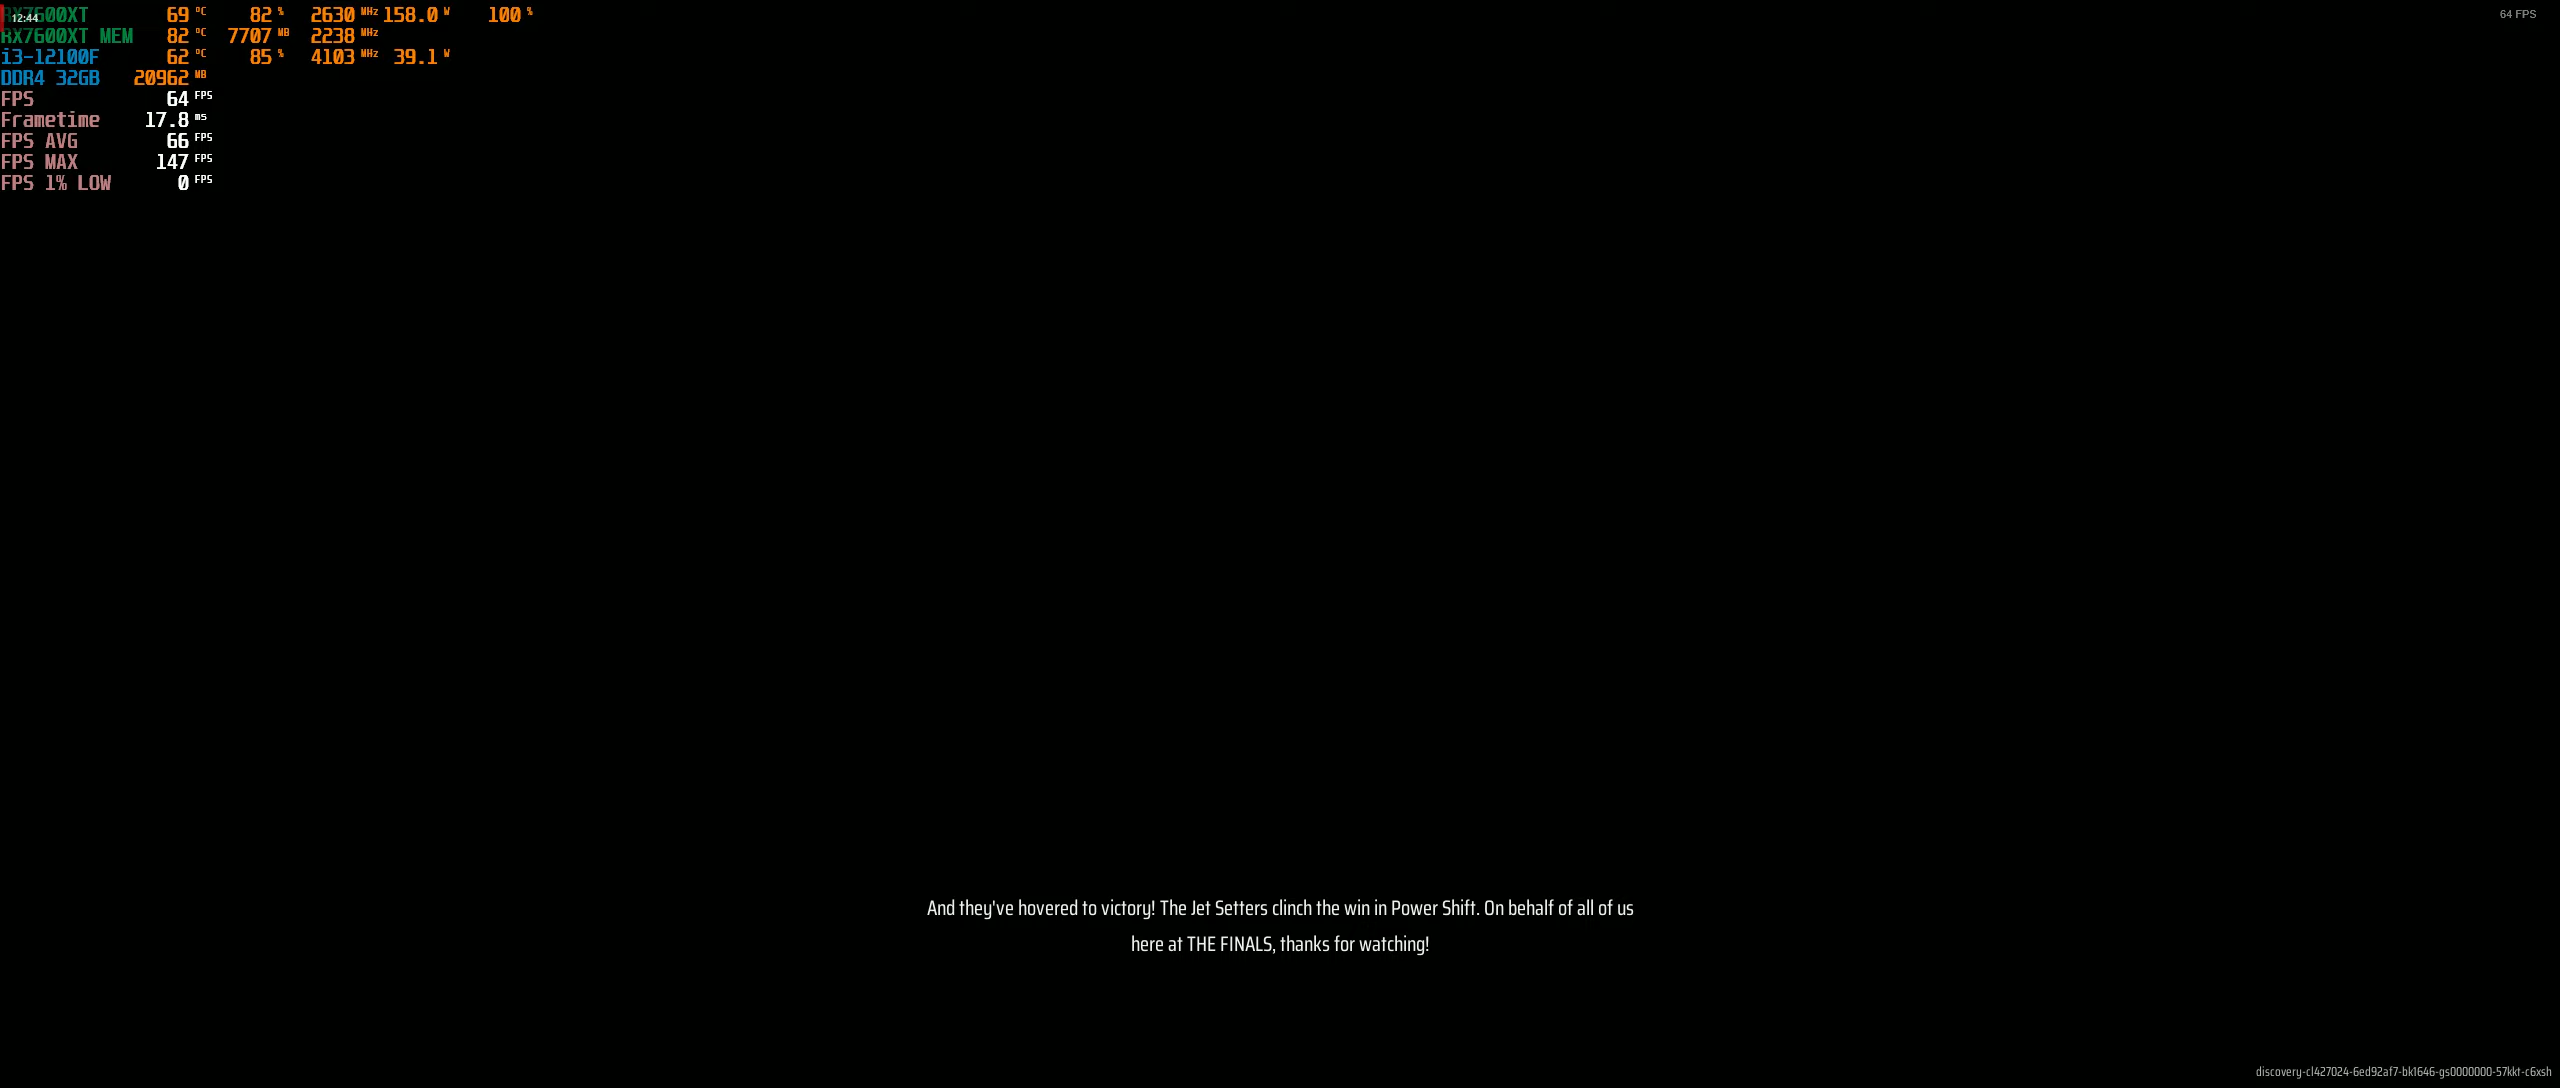 RX7600XT 69 °C 82 % 2630 MHz 158.0 W 100 %
12:44
RX7600XT MEM 82 °C 7707 MB 2238 MHz
i3-12100F 62 °C 85 % 4103 MHz 39.1 W
DDR4 32GB 20962 MB
FPS 64 FPS
Frametime 17.8 ms
FPS AVG 66 FPS
FPS MAX 147 FPS
FPS 1% LOW 0 FPS
64 FPS
And they've hovered to victory! The Jet Setters clinch the win in Power Shift. On behalf of all of us
here at THE FINALS, thanks for watching!
discovery-cl427024-6ed92af7-bk1646-gs0000000-57kkt-c6xsh